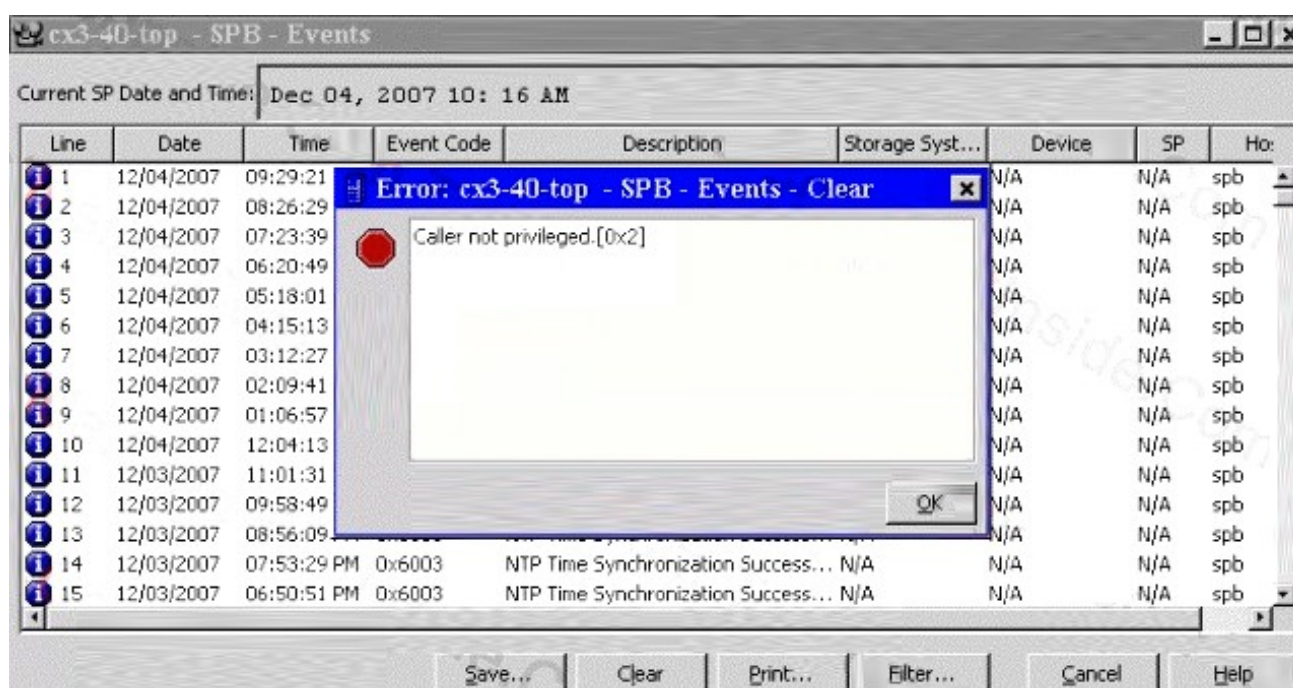 cx3-40-top - SPB - Events
Current SP Date and Time: Dec 04, 2007 10: 16 AM
Line Date Time Event Code Description Storage Syst... Device SP Ho
1 12/04/2007 09:29:21 N/A N/A spb
Error: cx3-40-top - SPB - Events - Clear
2 12/04/2007 08:26:29 N/A N/A spb
3 12/04/2007 07:23:39 Caller not privileged.[0x2] N/A N/A spb
4 12/04/2007 06:20:49 N/A N/A spb
5 12/04/2007 05:18:01 N/A N/A spb
6 12/04/2007 04:15:13 N/A N/A spb
7 12/04/2007 03:12:27 N/A N/A spb
8 12/04/2007 02:09:41 N/A N/A spb
9 12/04/2007 01:06:57 N/A N/A spb
10 12/04/2007 12:04:13 N/A N/A spb
11 12/03/2007 11:01:31 N/A N/A spb
12 12/03/2007 09:58:49 OK N/A N/A spb
13 12/03/2007 08:56:09 N/A N/A spb
14 12/03/2007 07:53:29 PM 0x6003 NTP Time Synchronization Success... N/A N/A N/A spb
15 12/03/2007 06:50:51 PM 0x6003 NTP Time Synchronization Success... N/A N/A N/A spb
Save... Clear Print... Filter... Cancel Help